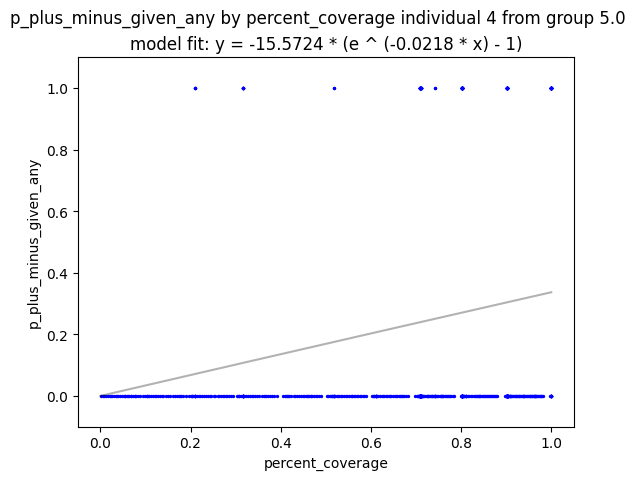 p_plus_minus_given_any by percent_coverage individual 4 from group 5.0
model fit: y = -15.5724 * (e ^ (-0.0218 * x) - 1)
1.0
0.8
0.6
0.4
0.2
0.0
p_plus_minus_given_any
0.0 0.2 0.4 0.6 0.8 1.0
percent_coverage